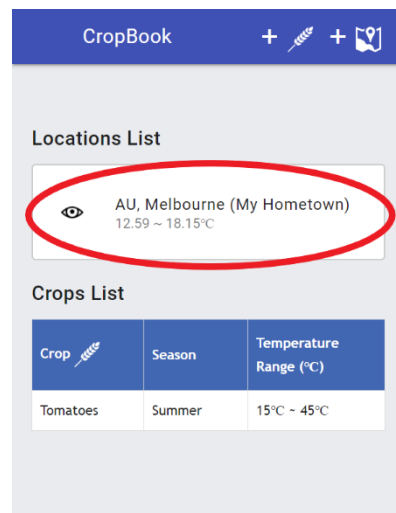 CropBook + +
Locations List
AU, Melbourne (My Hometown)
12.59 ~ 18.15℃
Crops List
Crop Season Temperature Range (℃)
Tomatoes Summer 15℃ ~ 45℃